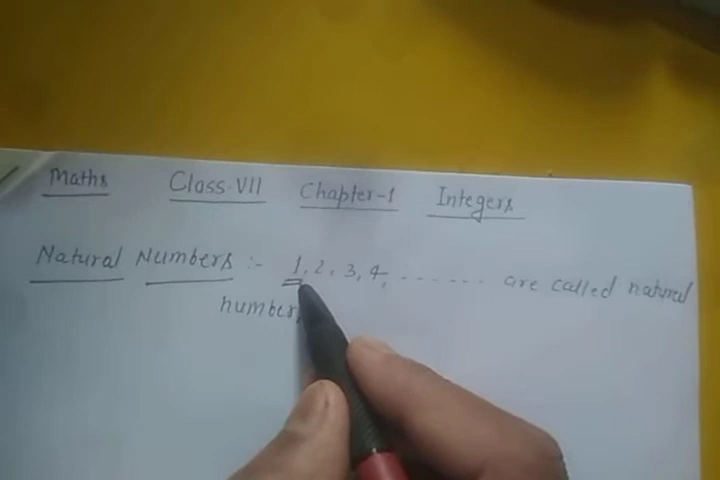 Maths Class-VII Chapter-1 Integers
Natural Numbers :- 1, 2, 3, 4, ...... are called natural
numbers